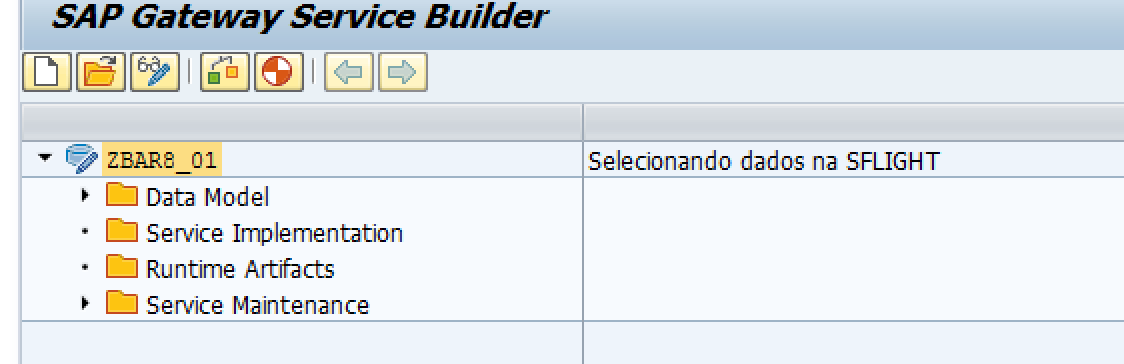 SAP Gateway Service Builder
ZBAR8_01 Selecionando dados na SFLIGHT
Data Model
Service Implementation
Runtime Artifacts
Service Maintenance